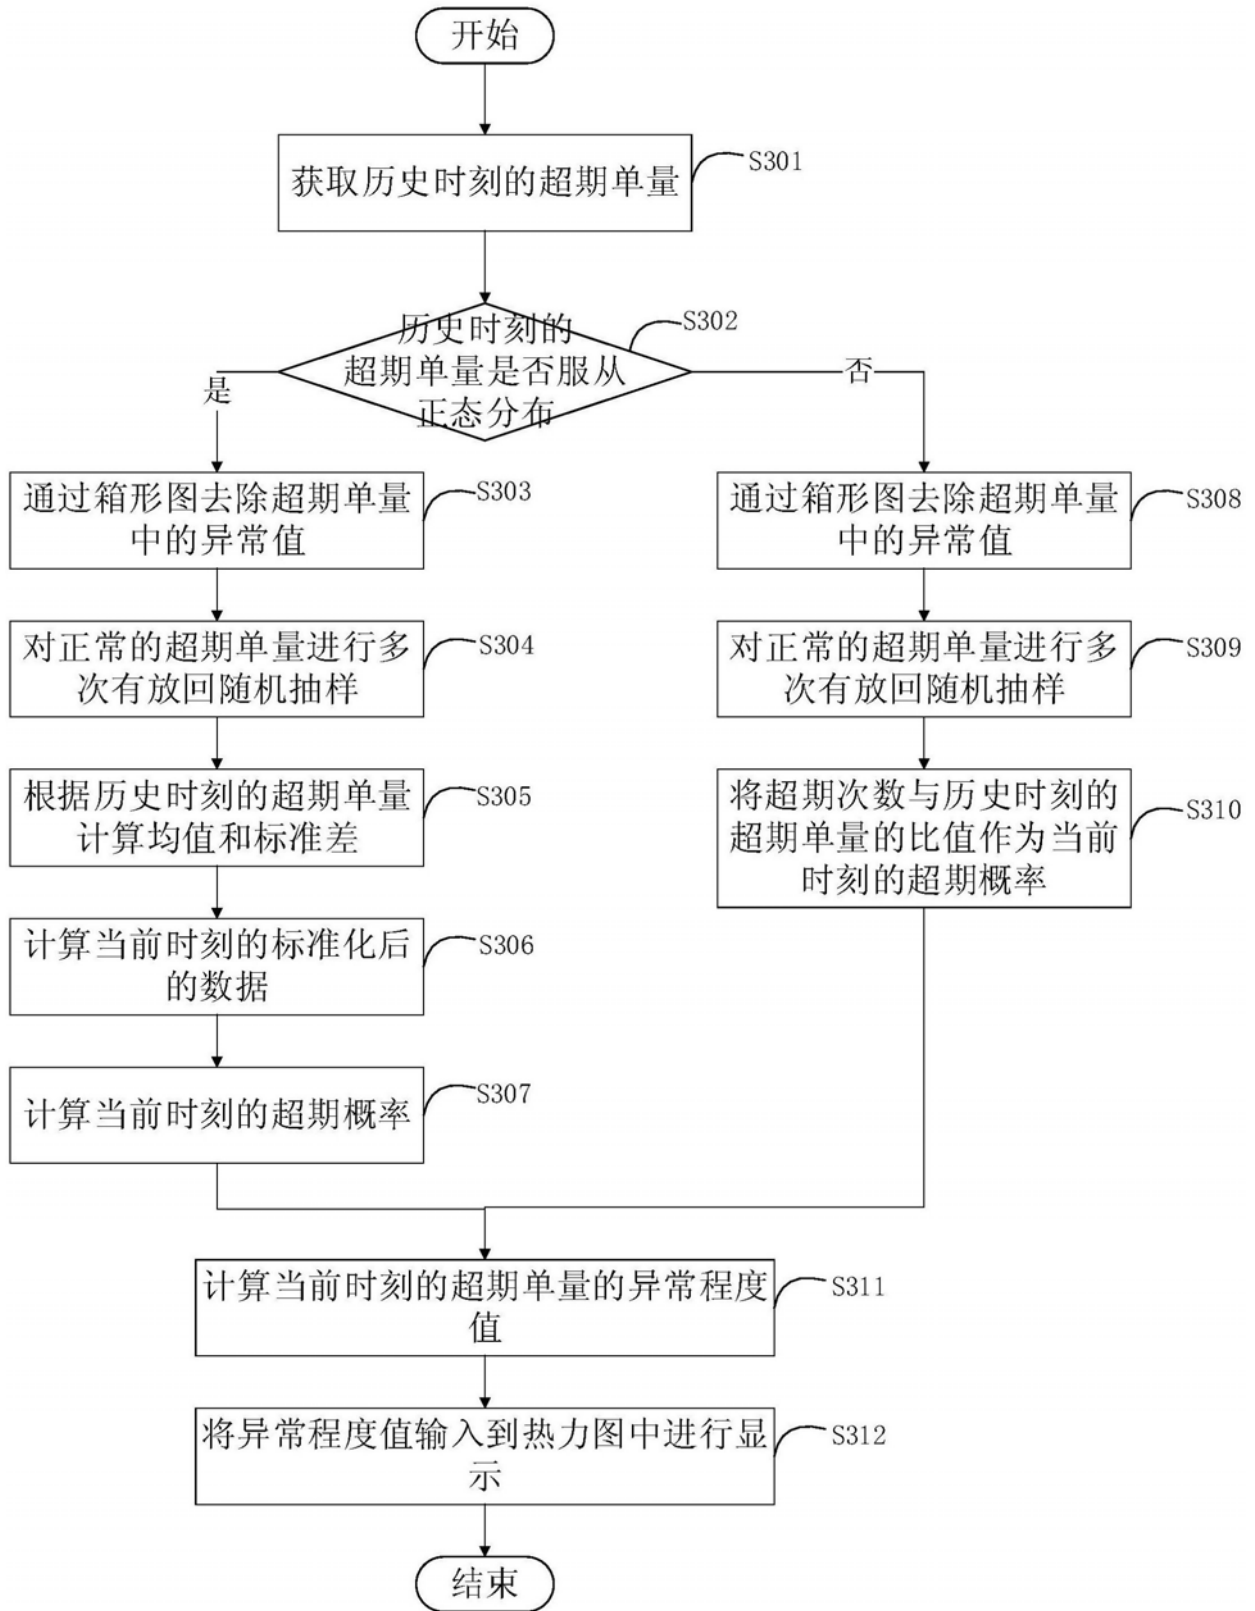 开始
获取历史时刻的超期单量
S301
历史时刻的
超期单量是否服从
正态分布
S302
是
否
通过箱形图去除超期单量
中的异常值
S303
对正常的超期单量进行多
次有放回随机抽样
S304
根据历史时刻的超期单量
计算均值和标准差
S305
计算当前时刻的标准化后
的数据
S306
计算当前时刻的超期概率
S307
通过箱形图去除超期单量
中的异常值
S308
对正常的超期单量进行多
次有放回随机抽样
S309
将超期次数与历史时刻的
超期单量的比值作为当前
时刻的超期概率
S310
计算当前时刻的超期单量的异常程度
值
S311
将异常程度值输入到热力图中进行显
示
S312
结束